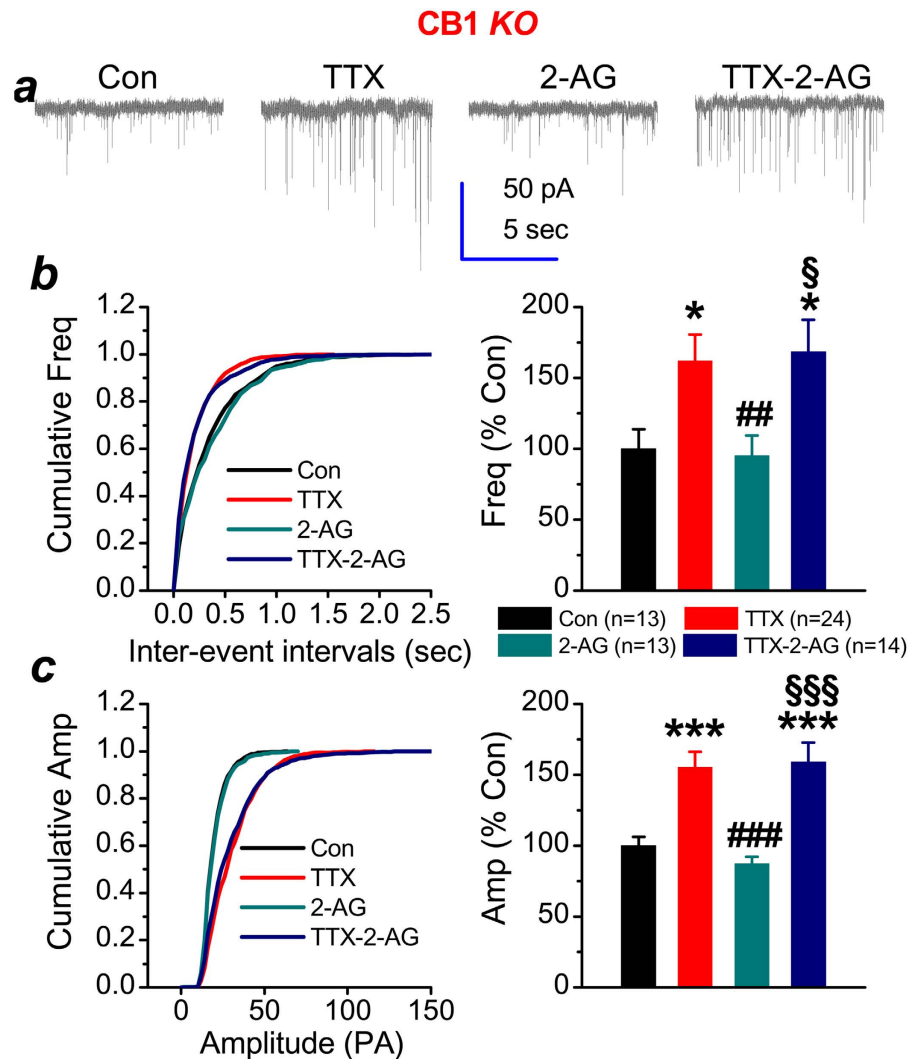 CB1 KO
a
Con TTX 2-AG TTX-2-AG
50 pA
5 sec
b
Cumulative Freq
1.2
1.0
0.8
0.6
0.4
0.2
0.0
0.0 0.5 1.0 1.5 2.0 2.5
Inter-event intervals (sec)
Con
TTX
2-AG
TTX-2-AG
Freq (% Con)
200
150
100
50
0
*
##
§
*
Con (n=13) TTX (n=24)
2-AG (n=13) TTX-2-AG (n=14)
c
Cumulative Amp
1.2
1.0
0.8
0.6
0.4
0.2
0.0
0 50 100 150
Amplitude (PA)
Con
TTX
2-AG
TTX-2-AG
Amp (% Con)
200
150
100
50
0
***
###
§§§
***